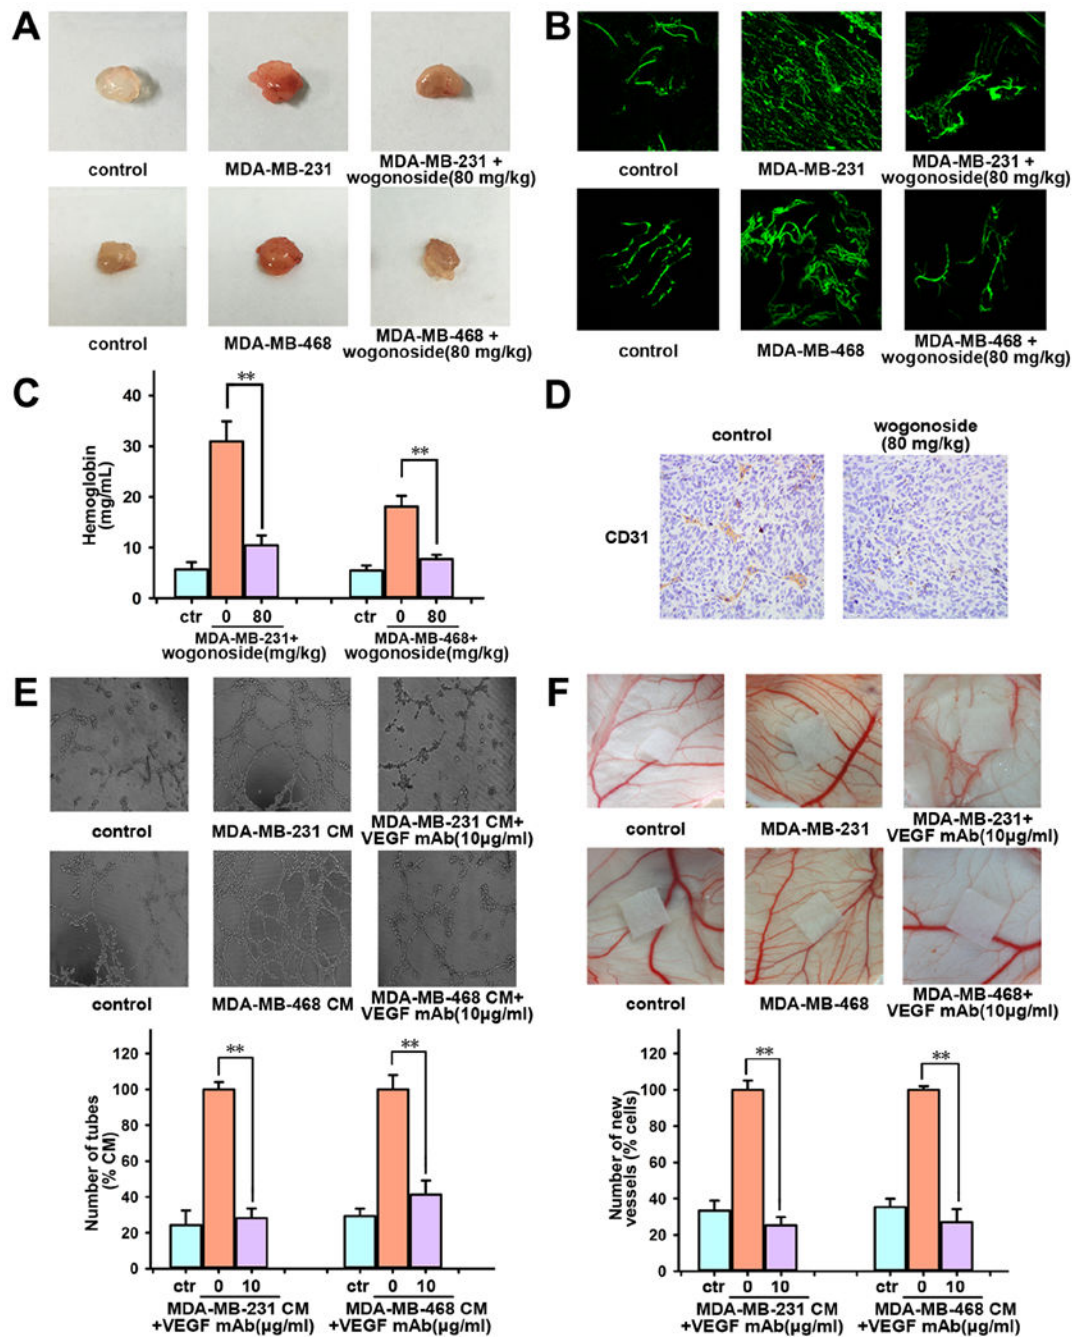 A
control
MDA-MB-231
MDA-MB-231 +
wogonoside(80 mg/kg)
control
MDA-MB-468
MDA-MB-468 +
wogonoside(80 mg/kg)
B
control
MDA-MB-231
MDA-MB-231 +
wogonoside(80 mg/kg)
control
MDA-MB-468
MDA-MB-468 +
wogonoside(80 mg/kg)
C
Hemoglobin
(mg/mL)
40
30
20
10
0
**
**
ctr 0 80
MDA-MB-231+
wogonoside(mg/kg)
ctr 0 80
MDA-MB-468+
wogonoside(mg/kg)
D
control
wogonoside
(80 mg/kg)
CD31
E
control
MDA-MB-231 CM
MDA-MB-231 CM+
VEGF mAb(10μg/ml)
control
MDA-MB-468 CM
MDA-MB-468 CM+
VEGF mAb(10μg/ml)
Number of tubes
(% CM)
120
100
80
60
40
20
0
**
**
ctr 0 10
MDA-MB-231 CM
+VEGF mAb(μg/ml)
ctr 0 10
MDA-MB-468 CM
+VEGF mAb(μg/ml)
F
control
MDA-MB-231
MDA-MB-231+
VEGF mAb(10μg/ml)
control
MDA-MB-468
MDA-MB-468+
VEGF mAb(10μg/ml)
Number of new
vessels (% cells)
120
100
80
60
40
20
0
**
**
ctr 0 10
MDA-MB-231 CM
+VEGF mAb(μg/ml)
ctr 0 10
MDA-MB-468 CM
+VEGF mAb(μg/ml)